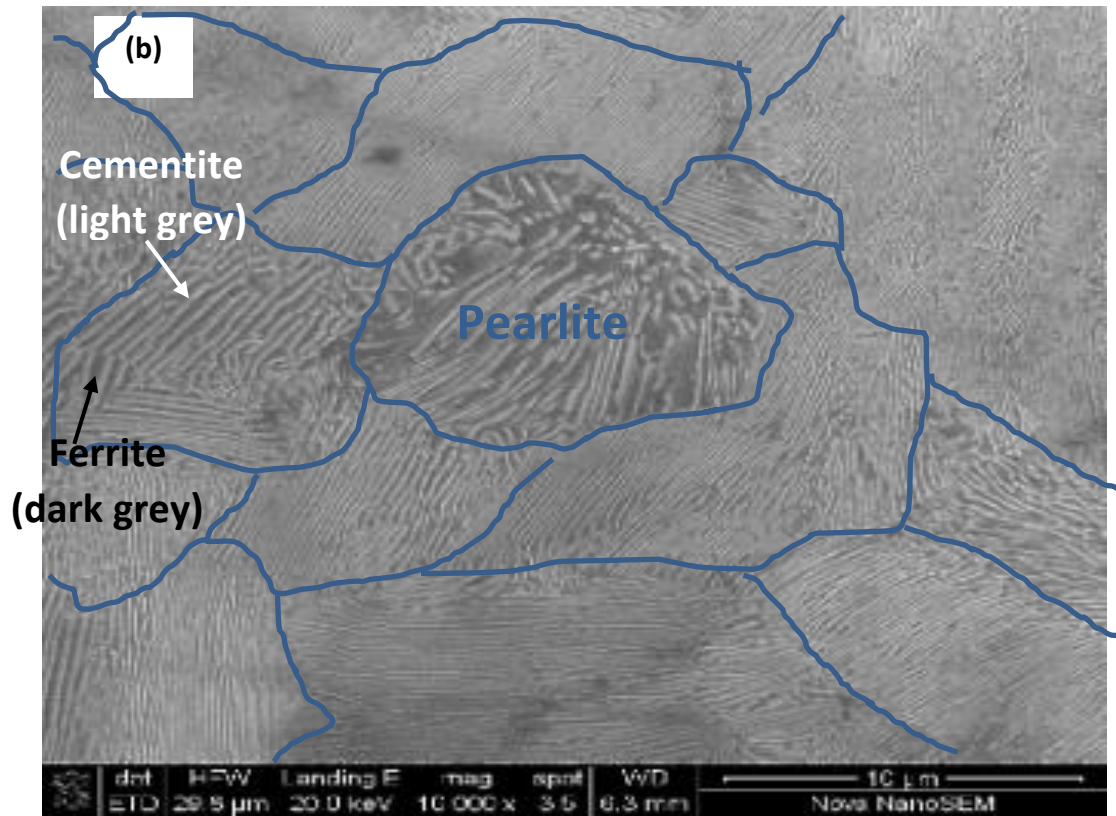 (b)
Cementite
(light grey)
Pearlite
Ferrite
(dark grey)
det HFW Landing E mag spot WD 10 µm
ETD 29.8 µm 20.0 keV 10 000 x 3.5 6.3 mm Nova NanoSEM